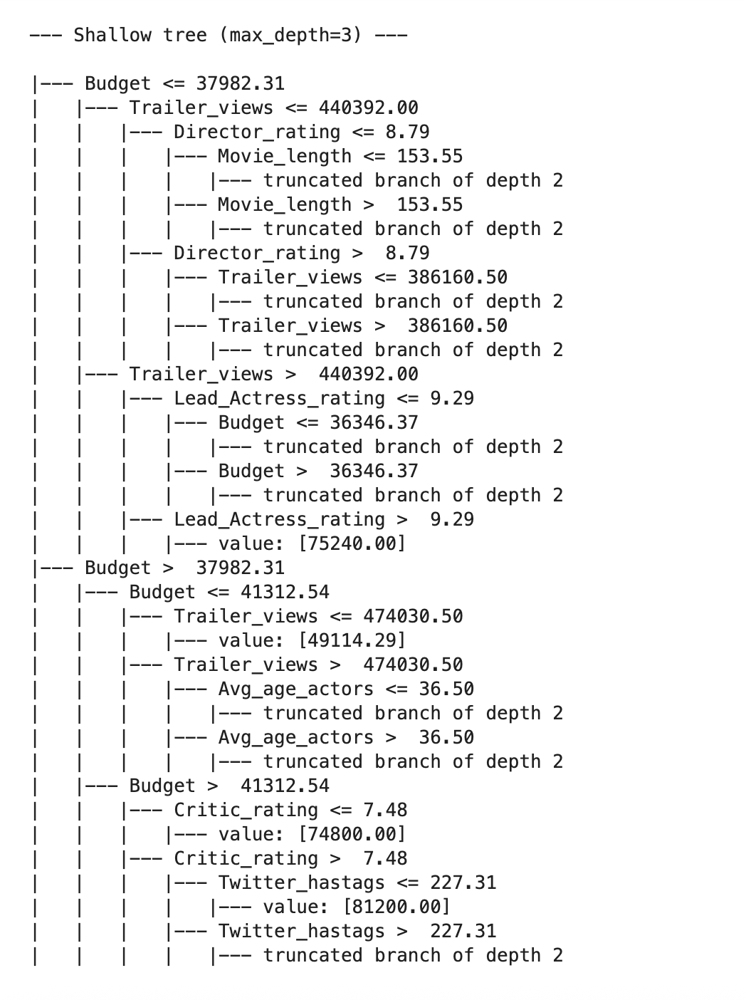 --- Shallow tree (max_depth=3) ---

|--- Budget <= 37982.31
|   |--- Trailer_views <= 440392.00
|   |   |--- Director_rating <= 8.79
|   |   |   |--- Movie_length <= 153.55
|   |   |   |   |--- truncated branch of depth 2
|   |   |   |--- Movie_length >  153.55
|   |   |   |   |--- truncated branch of depth 2
|   |   |--- Director_rating >  8.79
|   |   |   |--- Trailer_views <= 386160.50
|   |   |   |   |--- truncated branch of depth 2
|   |   |   |--- Trailer_views >  386160.50
|   |   |   |   |--- truncated branch of depth 2
|   |--- Trailer_views >  440392.00
|   |   |--- Lead_Actress_rating <= 9.29
|   |   |   |--- Budget <= 36346.37
|   |   |   |   |--- truncated branch of depth 2
|   |   |   |--- Budget >  36346.37
|   |   |   |   |--- truncated branch of depth 2
|   |   |--- Lead_Actress_rating >  9.29
|   |   |   |--- value: [75240.00]
|--- Budget >  37982.31
|   |--- Budget <= 41312.54
|   |   |--- Trailer_views <= 474030.50
|   |   |   |--- value: [49114.29]
|   |   |--- Trailer_views >  474030.50
|   |   |   |--- Avg_age_actors <= 36.50
|   |   |   |   |--- truncated branch of depth 2
|   |   |   |--- Avg_age_actors >  36.50
|   |   |   |   |--- truncated branch of depth 2
|   |--- Budget >  41312.54
|   |   |--- Critic_rating <= 7.48
|   |   |   |--- value: [74800.00]
|   |   |--- Critic_rating >  7.48
|   |   |   |--- Twitter_hastags <= 227.31
|   |   |   |   |--- value: [81200.00]
|   |   |   |--- Twitter_hastags >  227.31
|   |   |   |   |--- truncated branch of depth 2